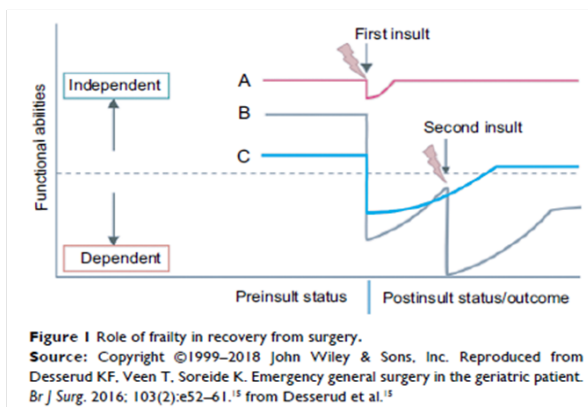 First insult
Independent
A
B
Second insult
C
Functional abilities
Dependent
Preinsult status
Postinsult status/outcome
Figure 1 Role of frailty in recovery from surgery.
Source: Copyright ©1999–2018 John Wiley & Sons, Inc. Reproduced from
Desserud KF, Veen T, Soreide K. Emergency general surgery in the geriatric patient.
Br J Surg. 2016; 103(2):e52–61.¹⁵ from Desserud et al.¹⁵